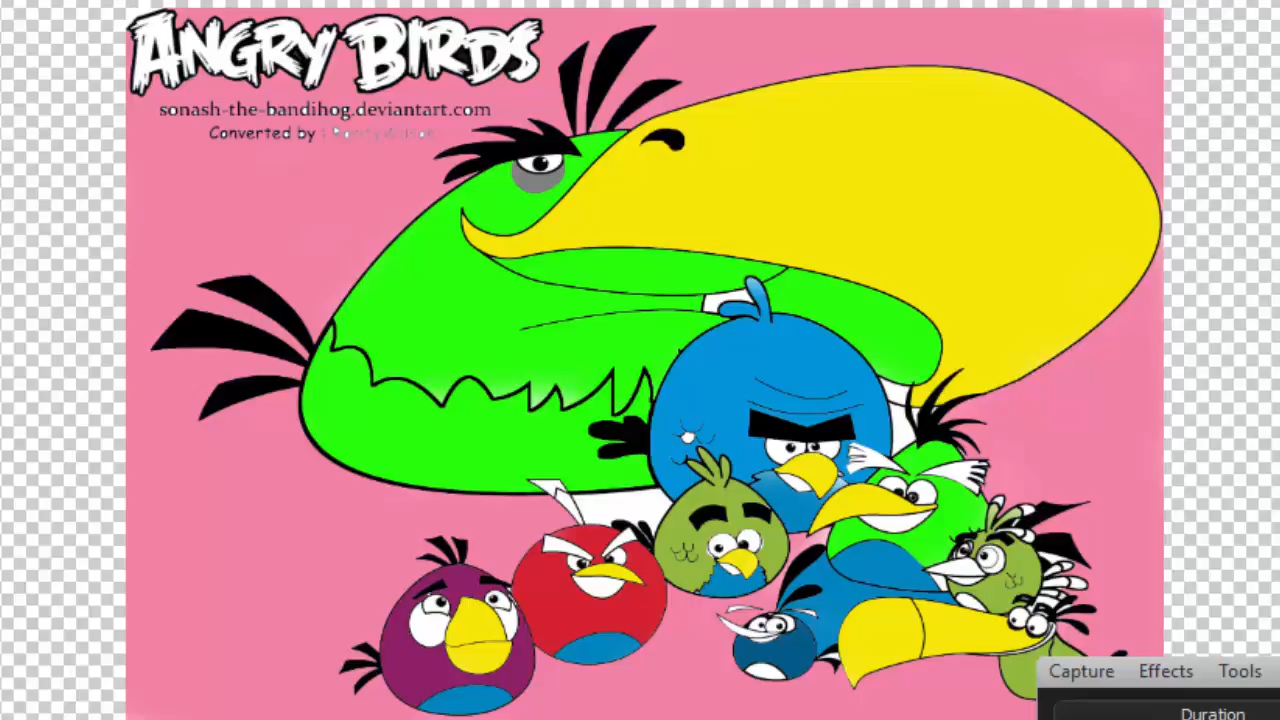 ANGRY BIRDS
sonash-the-bandihog.deviantart.com
Converted by
Capture Effects Tools
Duration